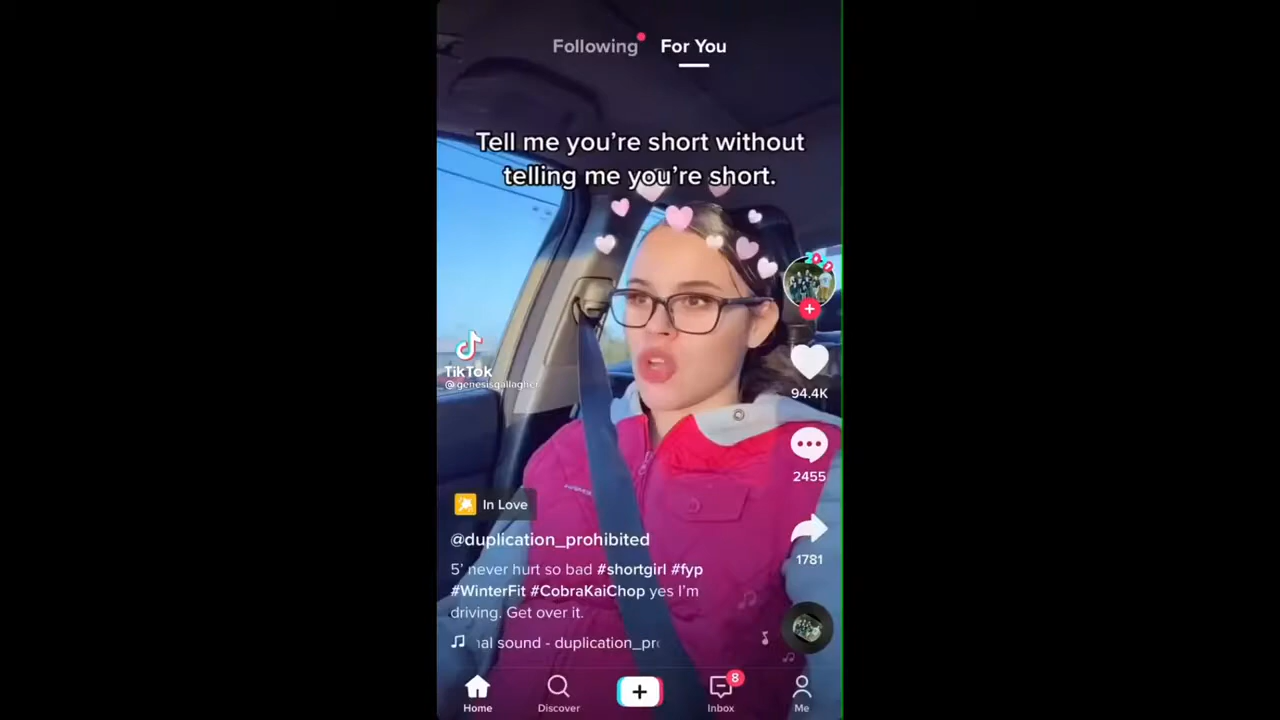 Following
For You
Tell me you're short without
telling me you're short.
TikTok
@genesisgallagher
94.4K
2455
1781
In Love
@duplication_prohibited
5' never hurt so bad #shortgirl #fyp
#WinterFit #CobraKaiChop yes I'm
driving. Get over it.
nal sound - duplication_pro
Home
Discover
8
Inbox
Me